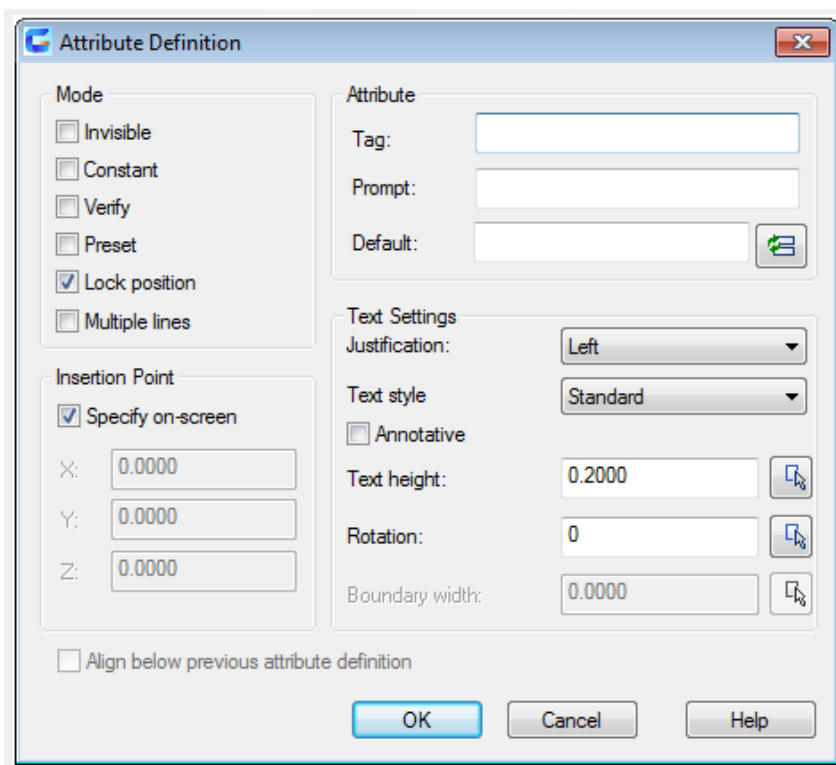 Attribute Definition
Mode
Invisible
Constant
Verify
Preset
Lock position
Multiple lines
Attribute
Tag:
Prompt:
Default:
Insertion Point
Specify on-screen
X: 0.0000
Y: 0.0000
Z: 0.0000
Text Settings
Justification: Left
Text style Standard
Annotative
Text height: 0.2000
Rotation: 0
Boundary width: 0.0000
Align below previous attribute definition
OK Cancel Help